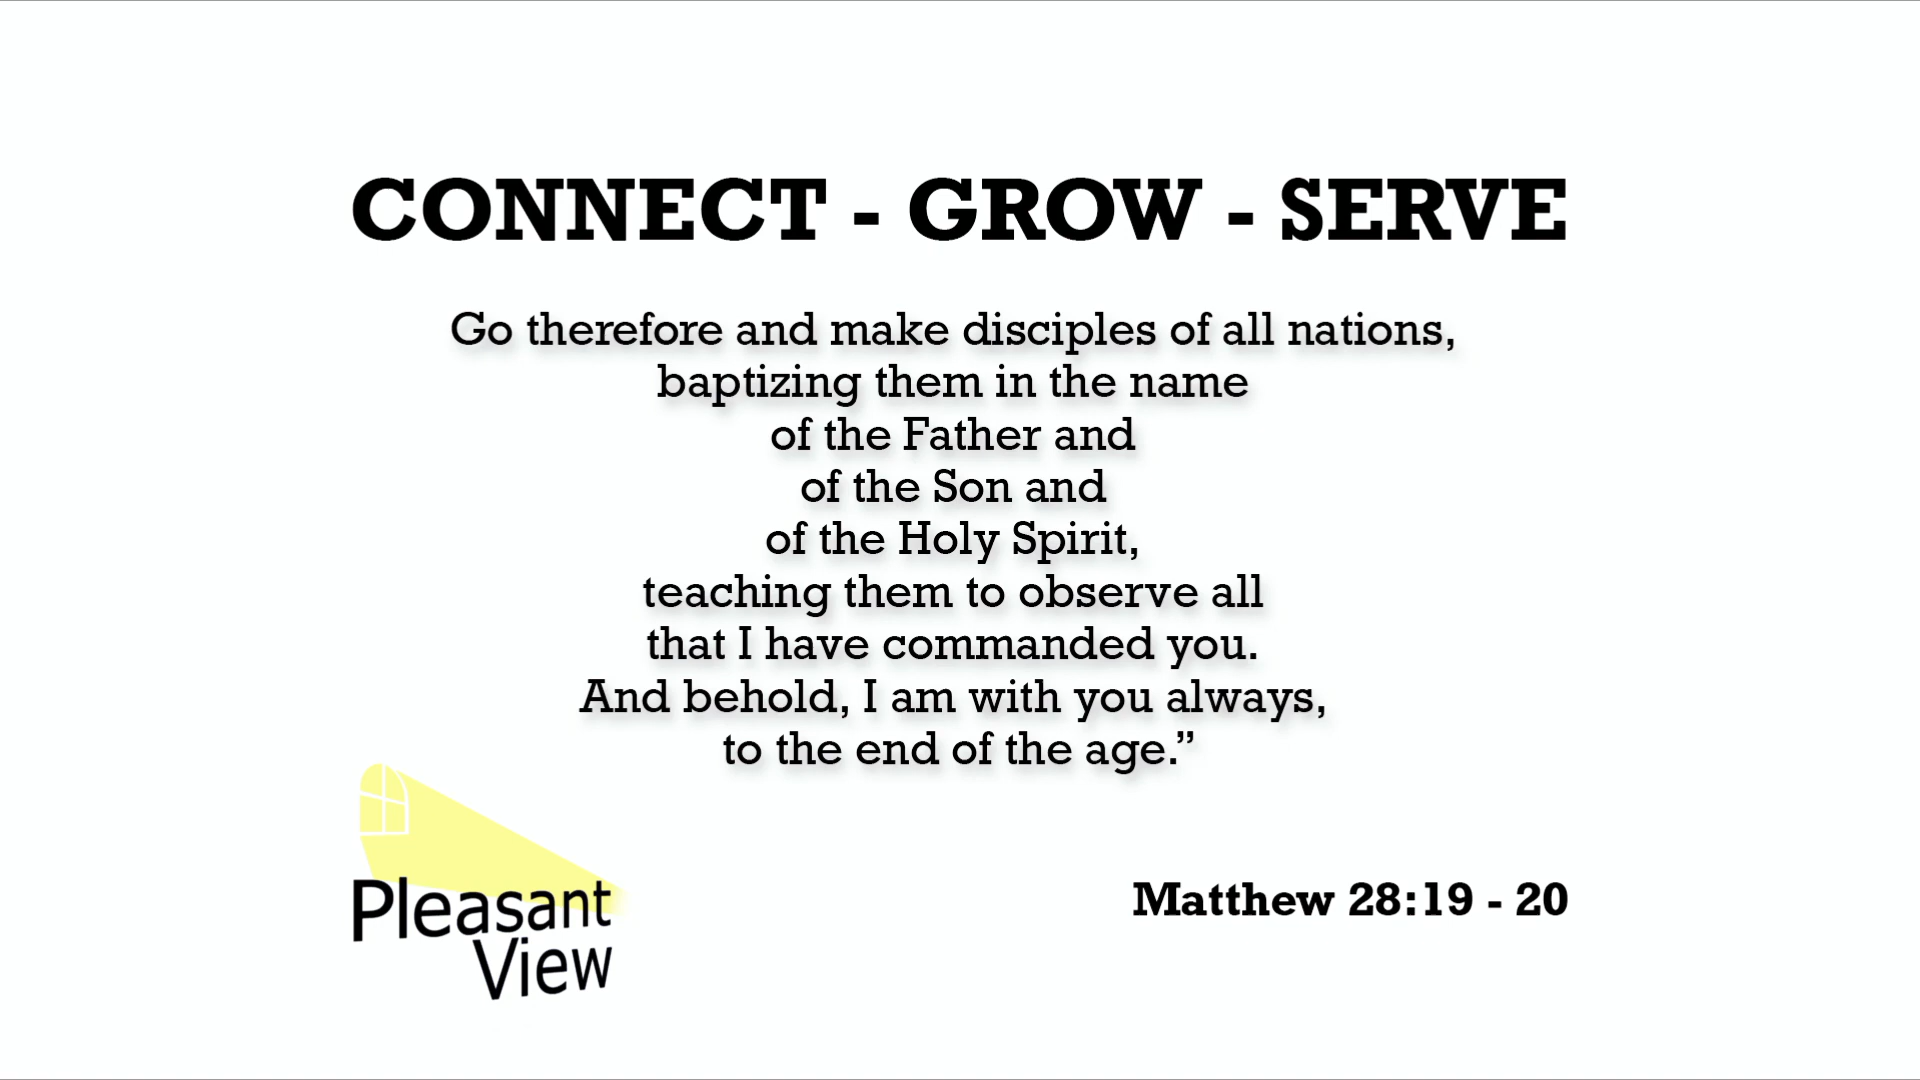 CONNECT - GROW - SERVE
Go therefore and make disciples of all nations,
baptizing them in the name
of the Father and
of the Son and
of the Holy Spirit,
teaching them to observe all
that I have commanded you.
And behold, I am with you always,
to the end of the age.”
Pleasant
View
Matthew 28:19 - 20